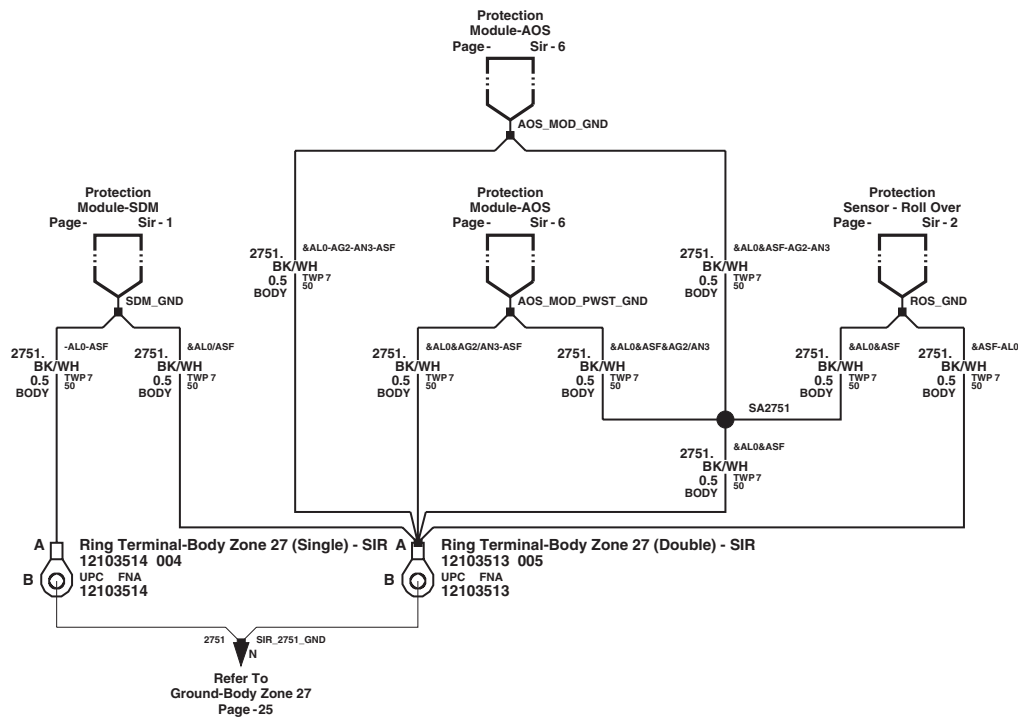 Protection
Module-AOS
Page- Sir - 6
AOS_MOD_GND
Protection
Module-SDM
Page- Sir - 1
SDM_GND
Protection
Module-AOS
Page- Sir - 6
AOS_MOD_PWST_GND
Protection
Sensor - Roll Over
Page- Sir - 2
ROS_GND
&AL0-AG2-AN3-ASF
2751.
BK/WH
0.5 TWP 7
BODY 50
&AL0&ASF-AG2-AN3
2751.
BK/WH
0.5 TWP 7
BODY 50
-AL0-ASF
2751.
BK/WH
0.5 TWP 7
BODY 50
&AL0/ASF
2751.
BK/WH
0.5 TWP 7
BODY 50
&AL0&AG2/AN3-ASF
2751.
BK/WH
0.5 TWP 7
BODY 50
&AL0&ASF&AG2/AN3
2751.
BK/WH
0.5 TWP 7
BODY 50
&AL0&ASF
2751.
BK/WH
0.5 TWP 7
BODY 50
&ASF-AL0
2751.
BK/WH
0.5 TWP 7
BODY 50
SA2751
&AL0&ASF
2751.
BK/WH
0.5 TWP 7
BODY 50
A Ring Terminal-Body Zone 27 (Single) - SIR
12103514 004
B UPC FNA
12103514
A Ring Terminal-Body Zone 27 (Double) - SIR
12103513 005
B UPC FNA
12103513
2751 SIR_2751_GND
N
Refer To
Ground-Body Zone 27
Page -25